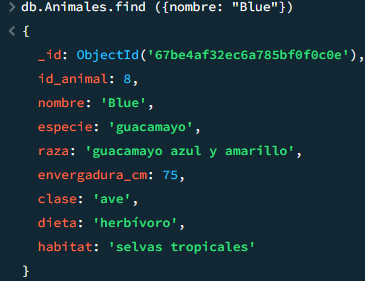 > db.Animales.find ({nombre: "Blue"})
< {
_id: ObjectId('67be4af32ec6a785bf0f0c0e'),
id_animal: 8,
nombre: 'Blue',
especie: 'guacamayo',
raza: 'guacamayo azul y amarillo',
envergadura_cm: 75,
clase: 'ave',
dieta: 'herbívoro',
habitat: 'selvas tropicales'
}